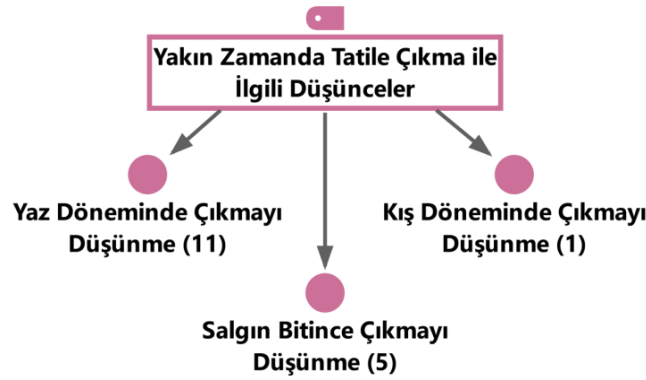 Yakın Zamanda Tatile Çıkma ile
İlgili Düşünceler
Yaz Döneminde Çıkmayı
Düşünme (11)
Kış Döneminde Çıkmayı
Düşünme (1)
Salgın Bitince Çıkmayı
Düşünme (5)